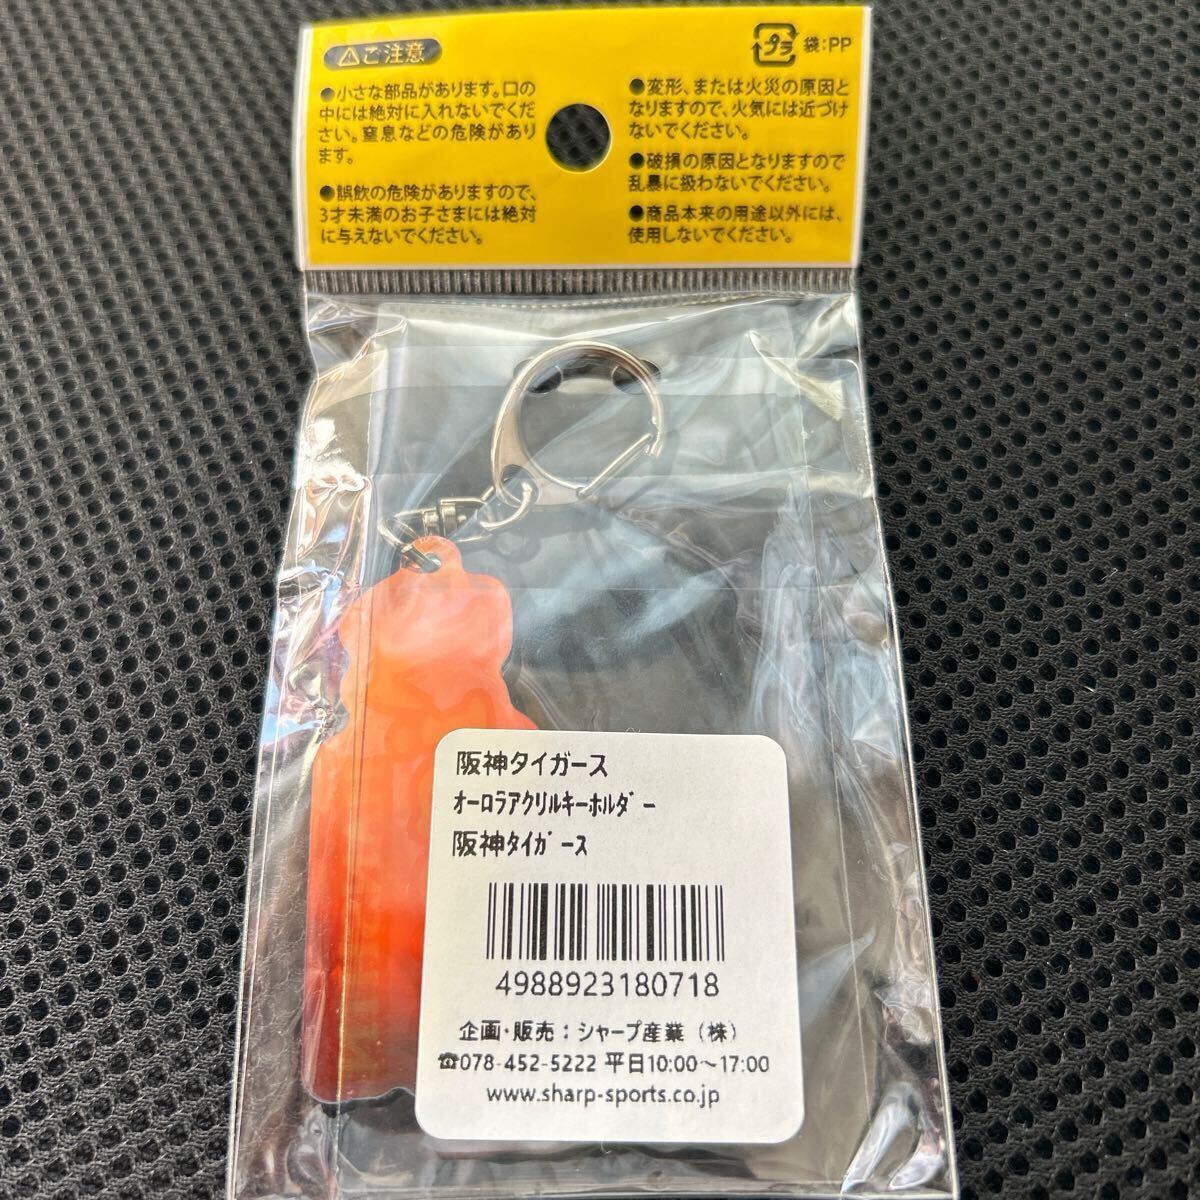 ⚠ご注意
●小さな部品があります。口の
中には絶対に入れないでくだ
さい。窒息などの危険があり
ます。
●誤飲の危険がありますので、
3才未満のお子さまには絶対
に与えないでください。
プラ 袋:PP
●変形、または火災の原因と
なりますので、火気には近づけ
ないでください。
●破損の原因となりますので
乱暴に扱わないでください。
●商品本来の用途以外には、
使用しないでください。
阪神タイガース
ｵｰﾛﾗｱｸﾘﾙｷｰﾎﾙﾀﾞｰ
阪神ﾀｲｶﾞｰｽ
4988923180718
企画・販売：シャープ産業（株）
☎078-452-5222 平日10:00～17:00
www.sharp-sports.co.jp